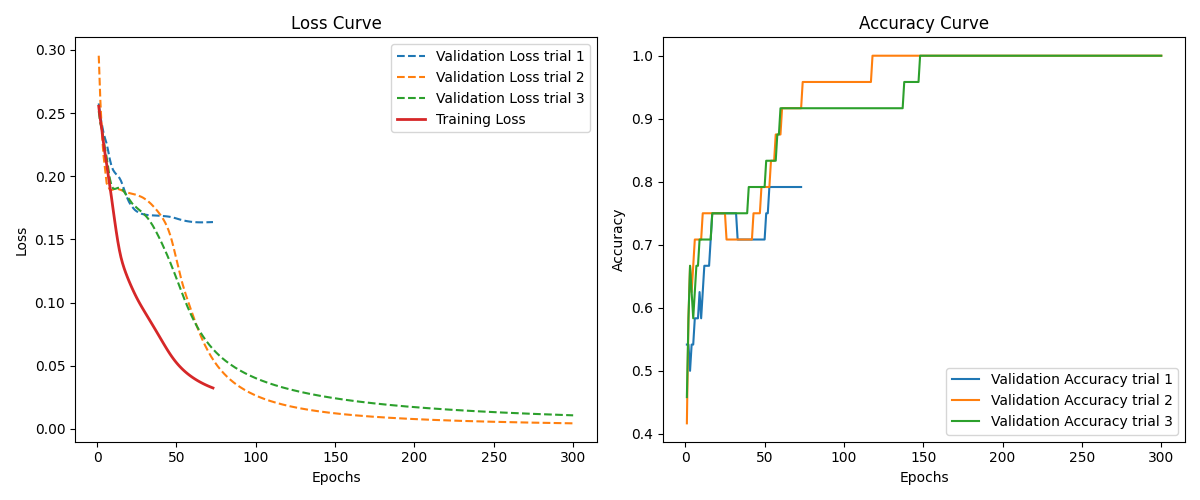 Loss Curve
Loss
0.30
0.25
0.20
0.15
0.10
0.05
0.00
Validation Loss trial 1
Validation Loss trial 2
Validation Loss trial 3
Training Loss
0 50 100 150 200 250 300
Epochs
Accuracy Curve
Accuracy
1.0
0.9
0.8
0.7
0.6
0.5
0.4
Validation Accuracy trial 1
Validation Accuracy trial 2
Validation Accuracy trial 3
0 50 100 150 200 250 300
Epochs